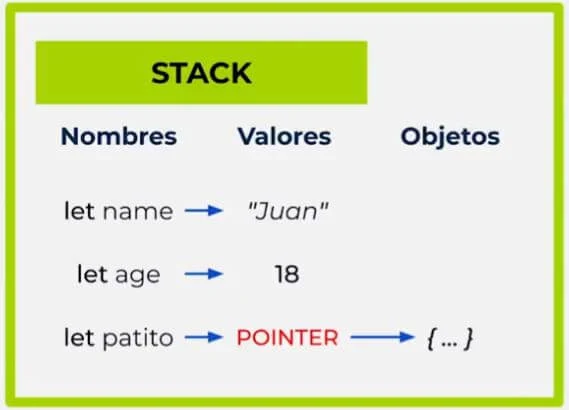 STACK
Nombres Valores Objetos
let name "Juan"
let age 18
let patito POINTER { ... }